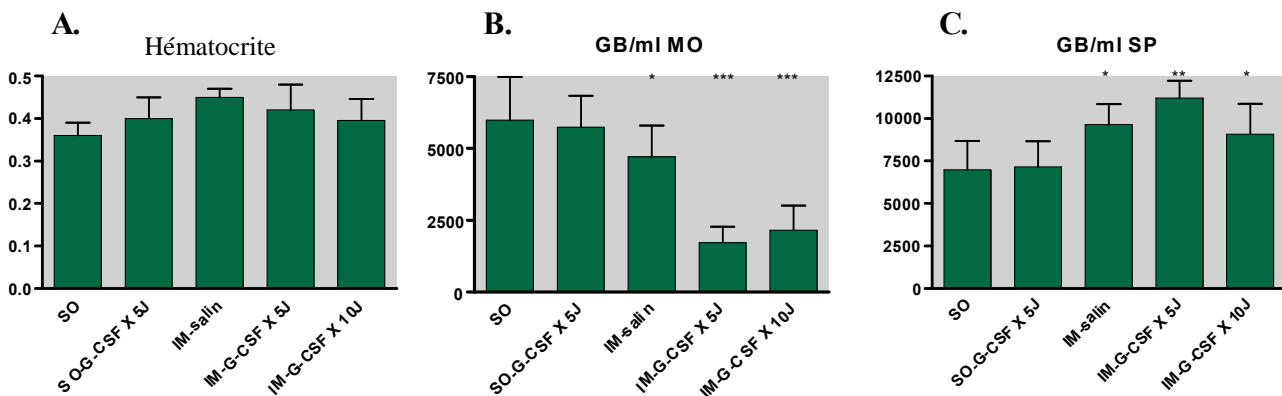 A.
Hématocrite
0.5
0.4
0.3
0.2
0.1
0.0
SO
SO-G-CSF X 5J
IM-salin
IM-G-CSF X 5J
IM-G-CSF X 10J
B.
GB/ml MO
7500
5000
2500
0
* *** ***
SO
SO-G-CSF X 5J
IM-salin
IM-G-CSF X 5J
IM-G-CSF X 10J
C.
GB/ml SP
12500
10000
7500
5000
2500
0
* ** *
SO
SO-G-CSF X 5J
IM-salin
IM-G-CSF X 5J
IM-G-CSF X 10J